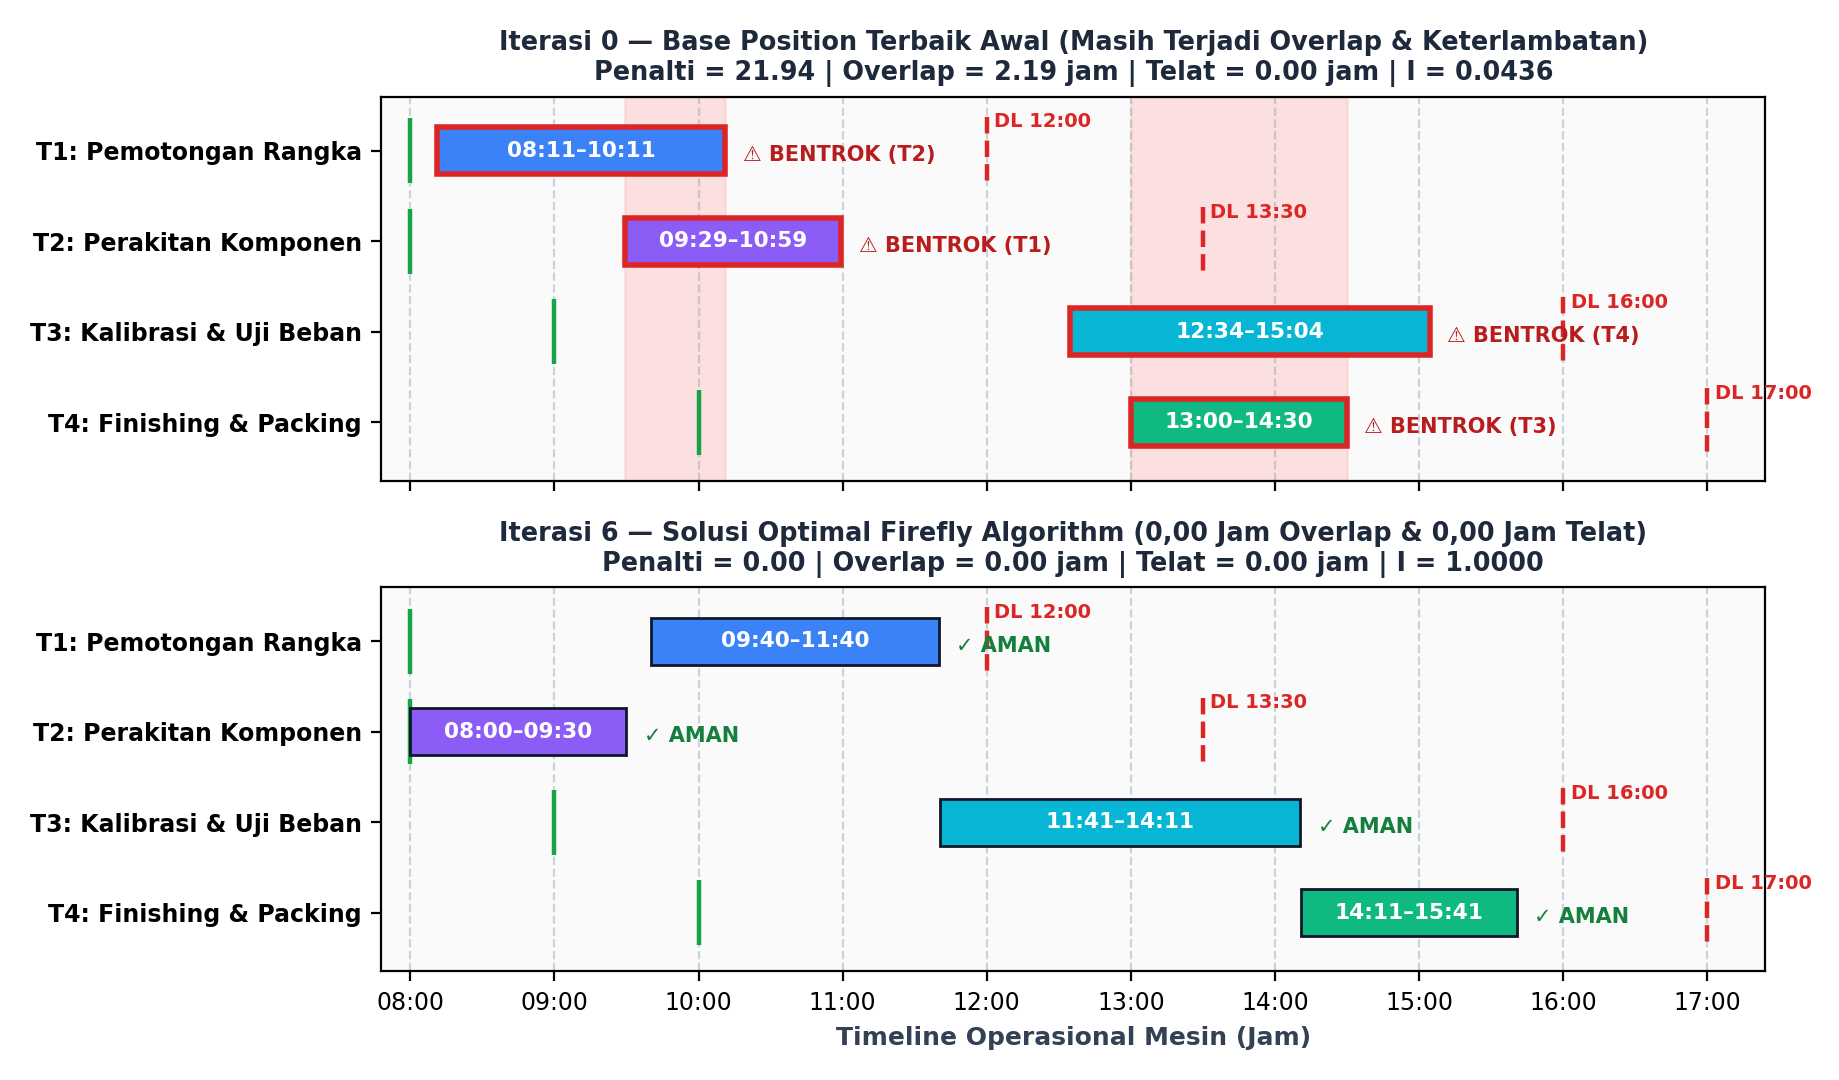 Iterasi 0 — Base Position Terbaik Awal (Masih Terjadi Overlap & Keterlambatan)
Penalti = 21.94 | Overlap = 2.19 jam | Telat = 0.00 jam | I = 0.0436
T1: Pemotongan Rangka
08:11–10:11
⚠ BENTROK (T2)
DL 12:00
T2: Perakitan Komponen
09:29–10:59
⚠ BENTROK (T1)
DL 13:30
T3: Kalibrasi & Uji Beban
12:34–15:04
⚠ BENTROK (T4)
DL 16:00
T4: Finishing & Packing
13:00–14:30
⚠ BENTROK (T3)
DL 17:00
Iterasi 6 — Solusi Optimal Firefly Algorithm (0,00 Jam Overlap & 0,00 Jam Telat)
Penalti = 0.00 | Overlap = 0.00 jam | Telat = 0.00 jam | I = 1.0000
T1: Pemotongan Rangka
09:40–11:40
✓ AMAN
DL 12:00
T2: Perakitan Komponen
08:00–09:30
✓ AMAN
DL 13:30
T3: Kalibrasi & Uji Beban
11:41–14:11
✓ AMAN
DL 16:00
T4: Finishing & Packing
14:11–15:41
✓ AMAN
DL 17:00
08:00 09:00 10:00 11:00 12:00 13:00 14:00 15:00 16:00 17:00
Timeline Operasional Mesin (Jam)